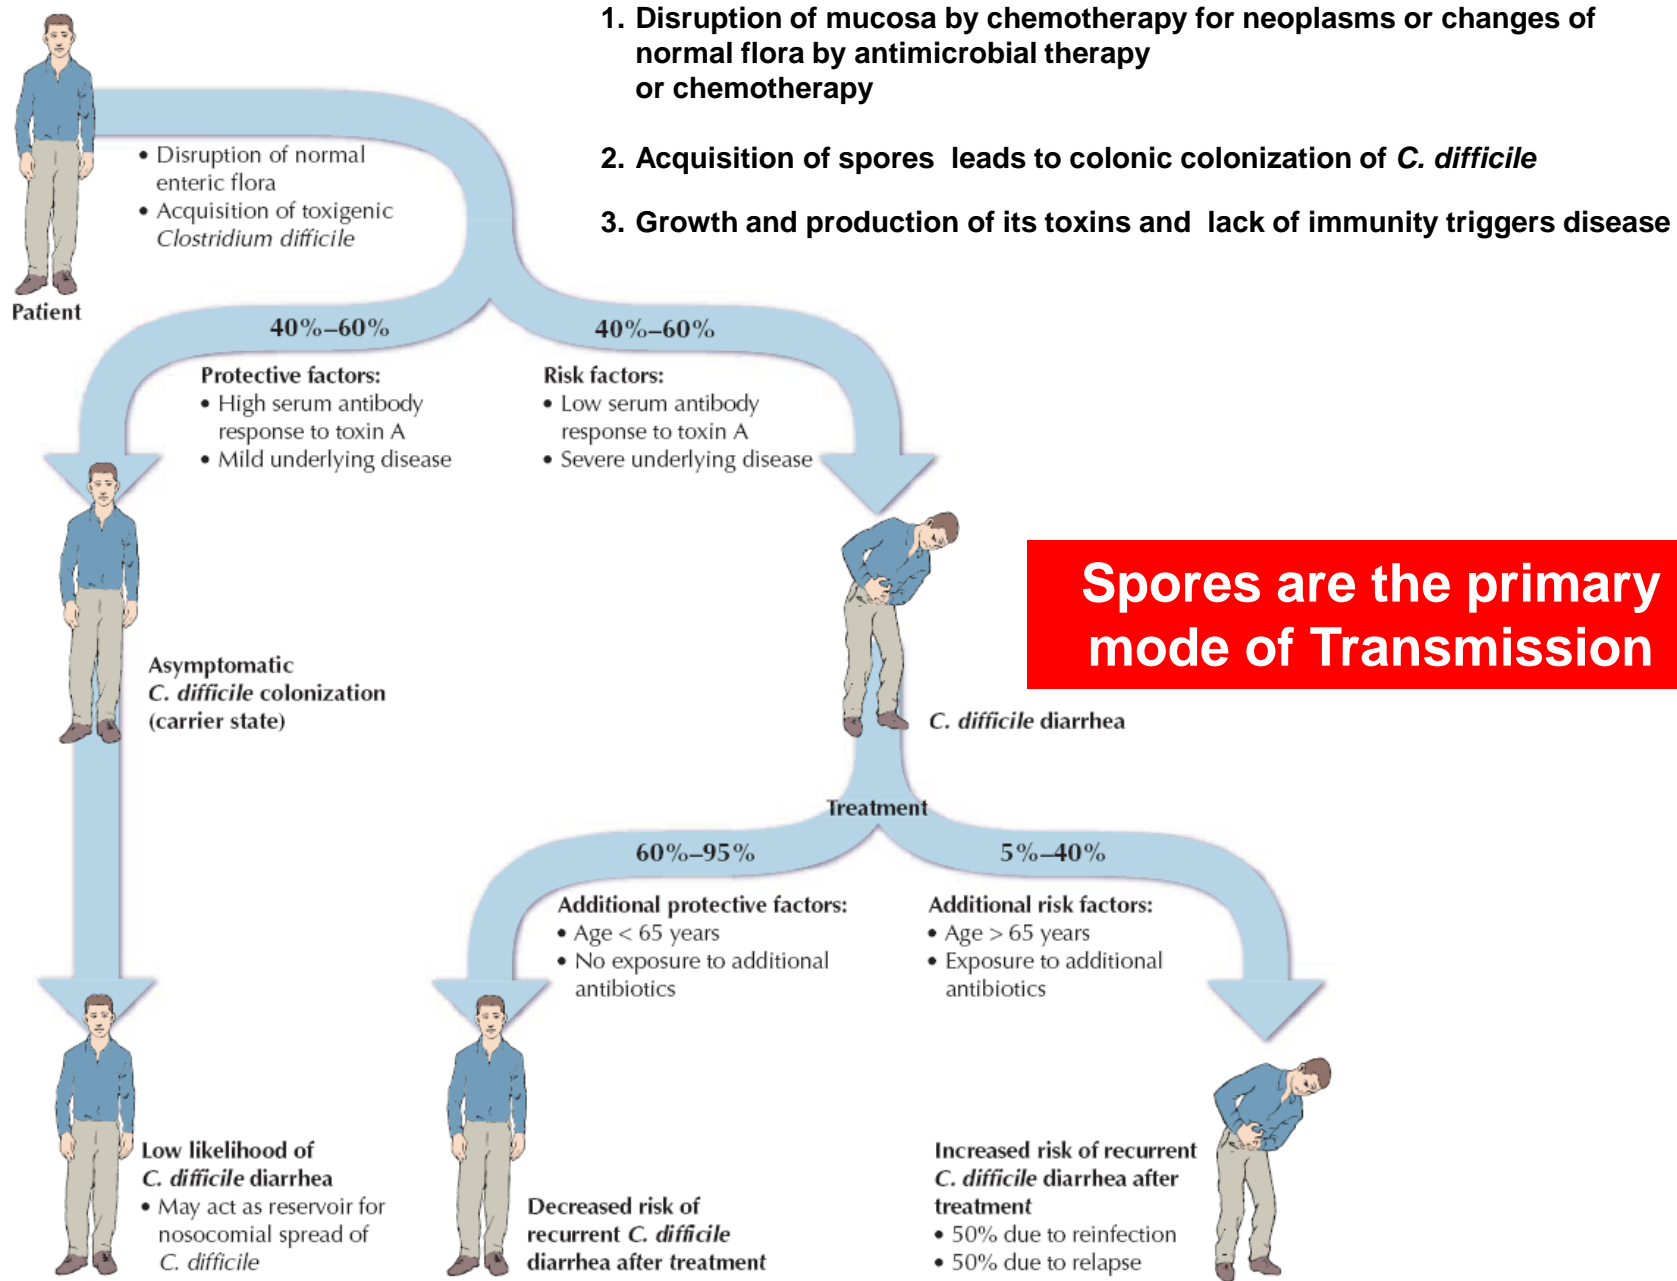 1. Disruption of mucosa by chemotherapy for neoplasms or changes of
normal flora by antimicrobial therapy
or chemotherapy
2. Acquisition of spores leads to colonic colonization of C. difficile
3. Growth and production of its toxins and lack of immunity triggers disease
• Disruption of normal
enteric flora
• Acquisition of toxigenic
Clostridium difficile
Patient
40%–60%
Protective factors:
• High serum antibody
response to toxin A
• Mild underlying disease
40%–60%
Risk factors:
• Low serum antibody
response to toxin A
• Severe underlying disease
Spores are the primary
mode of Transmission
Asymptomatic
C. difficile colonization
(carrier state)
C. difficile diarrhea
Treatment
60%–95%
Additional protective factors:
• Age < 65 years
• No exposure to additional
antibiotics
5%–40%
Additional risk factors:
• Age > 65 years
• Exposure to additional
antibiotics
Low likelihood of
C. difficile diarrhea
• May act as reservoir for
nosocomial spread of
C. difficile
Decreased risk of
recurrent C. difficile
diarrhea after treatment
Increased risk of recurrent
C. difficile diarrhea after
treatment
• 50% due to reinfection
• 50% due to relapse